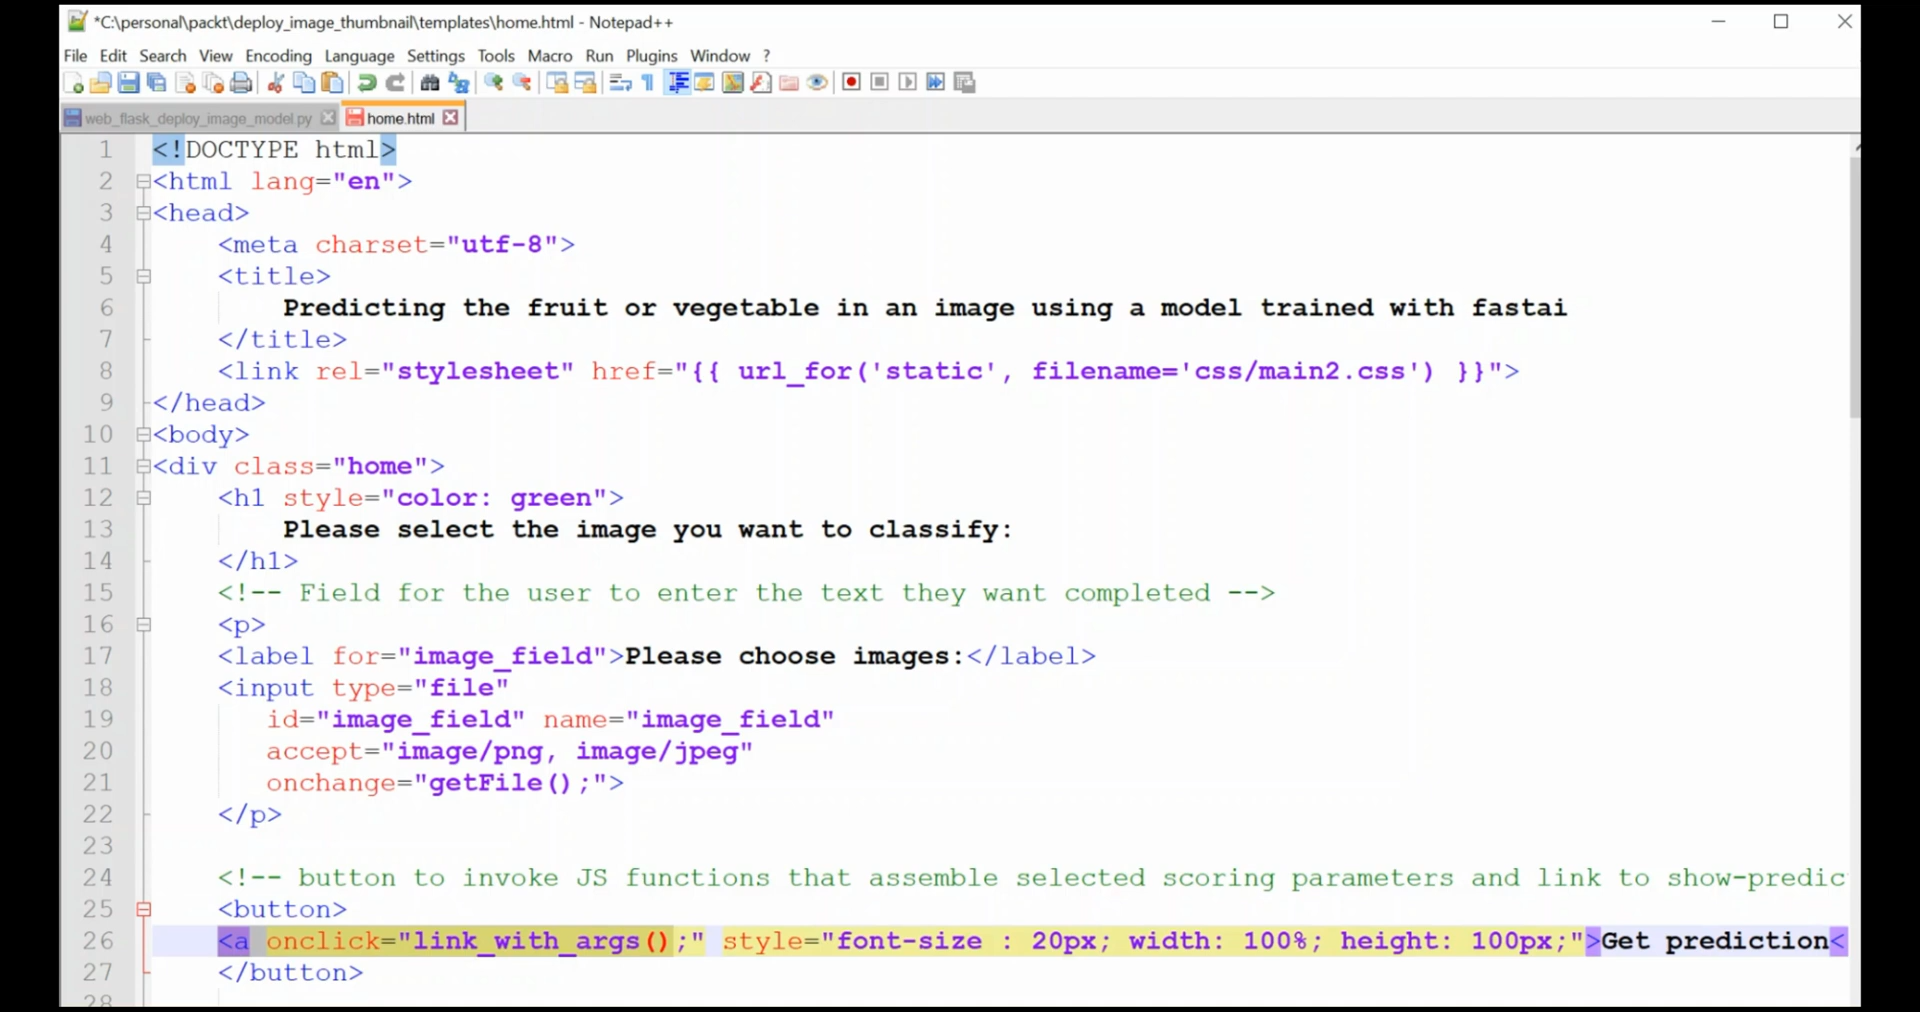 *C:\personal\packt\deploy_image_thumbnail\templates\home.html - Notepad++
File Edit Search View Encoding Language Settings Tools Macro Run Plugins Window ?
web_flask_deploy_image_model.py home.html
1 <!DOCTYPE html>
2 <html lang="en">
3 <head>
4 <meta charset="utf-8">
5 <title>
6 Predicting the fruit or vegetable in an image using a model trained with fastai
7 </title>
8 <link rel="stylesheet" href="{{ url_for('static', filename='css/main2.css') }}">
9 </head>
10 <body>
11 <div class="home">
12 <h1 style="color: green">
13 Please select the image you want to classify:
14 </h1>
15 <!-- Field for the user to enter the text they want completed -->
16 <p>
17 <label for="image_field">Please choose images:</label>
18 <input type="file"
19 id="image_field" name="image_field"
20 accept="image/png, image/jpeg"
21 onchange="getFile();">
22 </p>
23
24 <!-- button to invoke JS functions that assemble selected scoring parameters and link to show-predic
25 <button>
26 <a onclick="link_with_args();" style="font-size : 20px; width: 100%; height: 100px;">Get prediction<
27 </button>
28